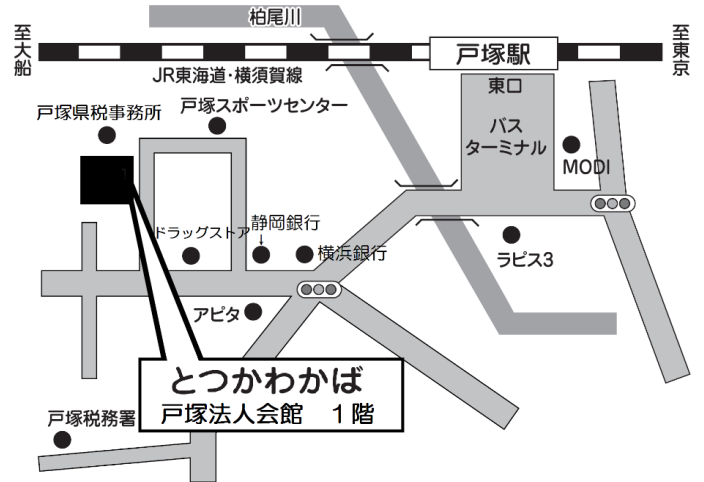 柏尾川
至大船
戸塚駅
至東京
JR東海道・横須賀線
東口
戸塚県税事務所
戸塚スポーツセンター
バス
ターミナル
MODI
ドラッグストア
静岡銀行
↓
横浜銀行
ラピス3
アピタ
とつかわかば
戸塚法人会館 1階
戸塚税務署